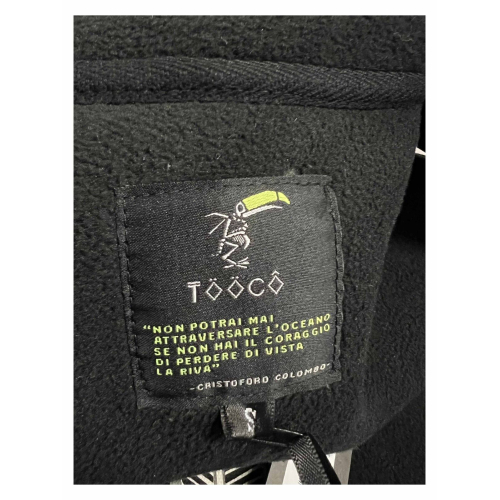 TÖÖCÔ
“NON POTRAI MAI
ATTRAVERSARE L'OCEANO
SE NON HAI IL CORAGGIO
DI PERDERE DI VISTA
LA RIVA”
-CRISTOFORO COLOMBO-
S